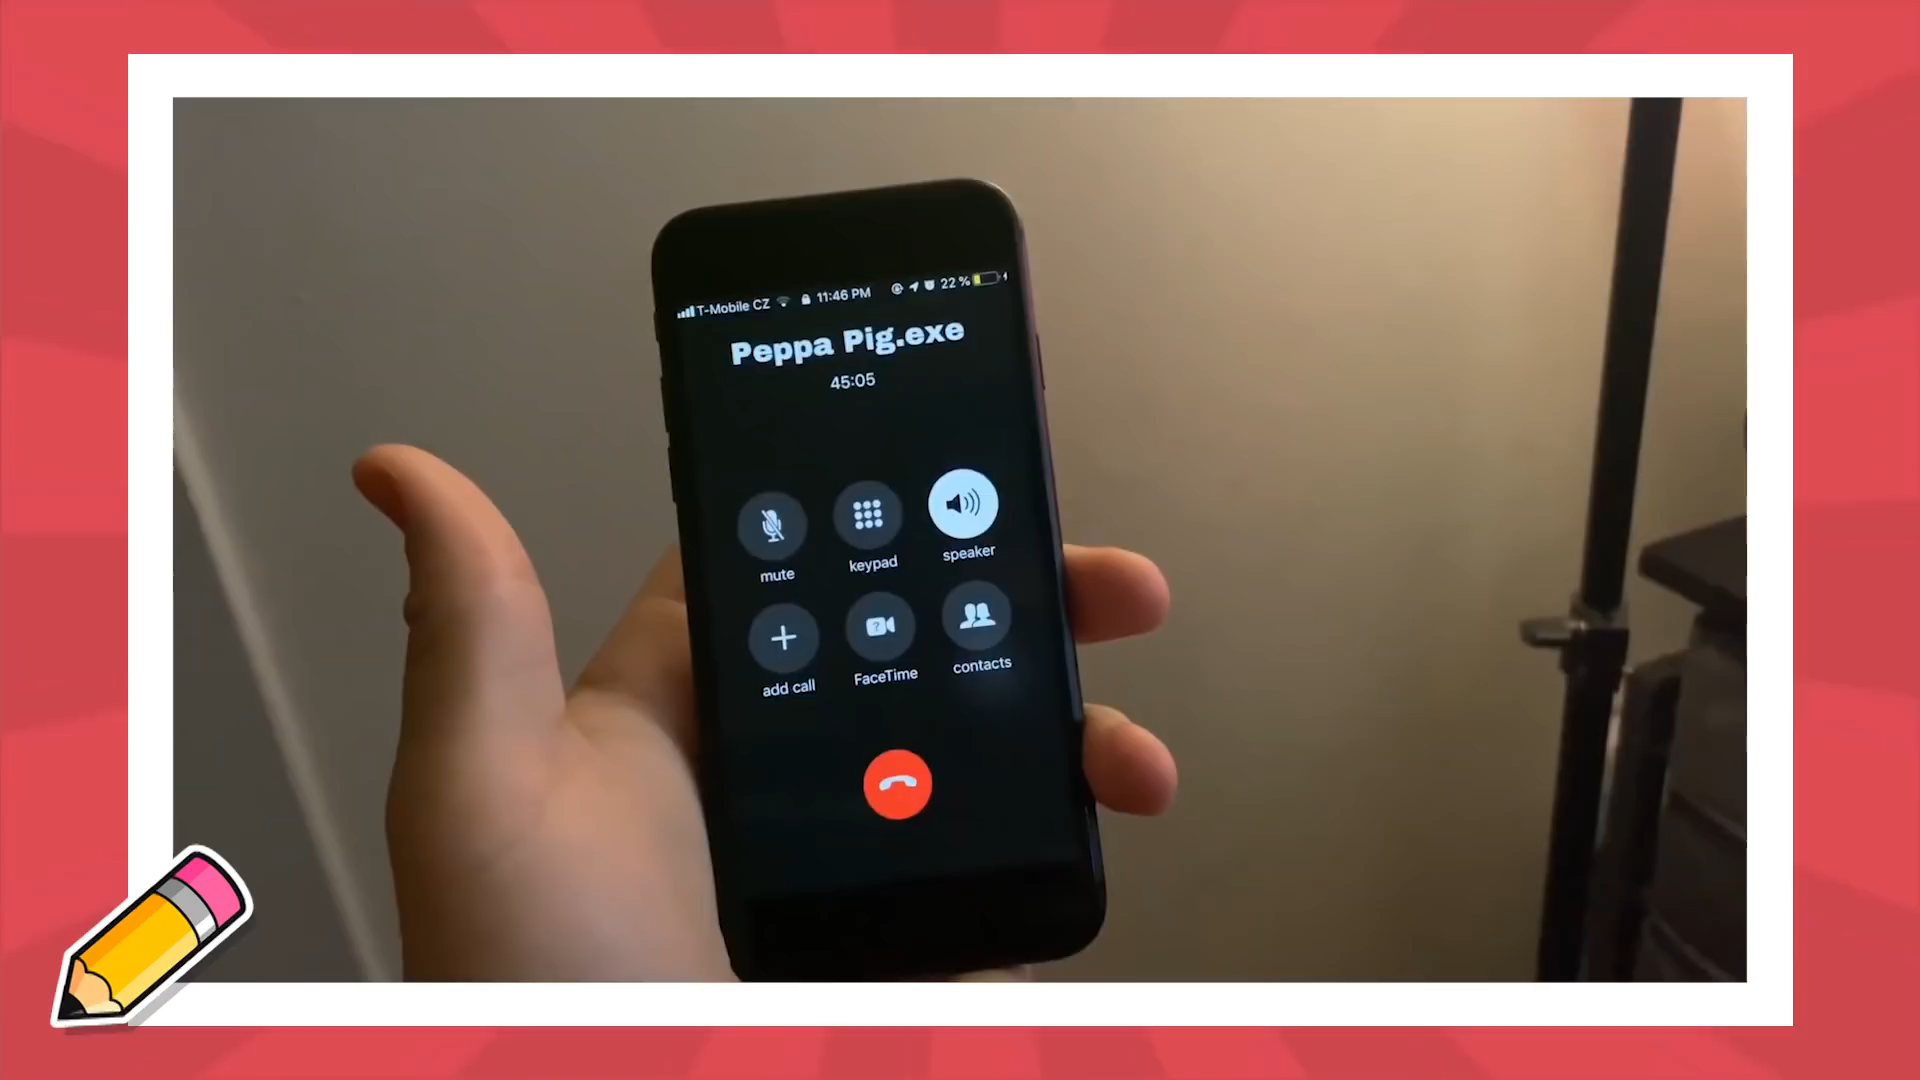 T-Mobile CZ 11:46 PM 22 %
Peppa Pig.exe
45:05
mute keypad speaker
add call FaceTime contacts